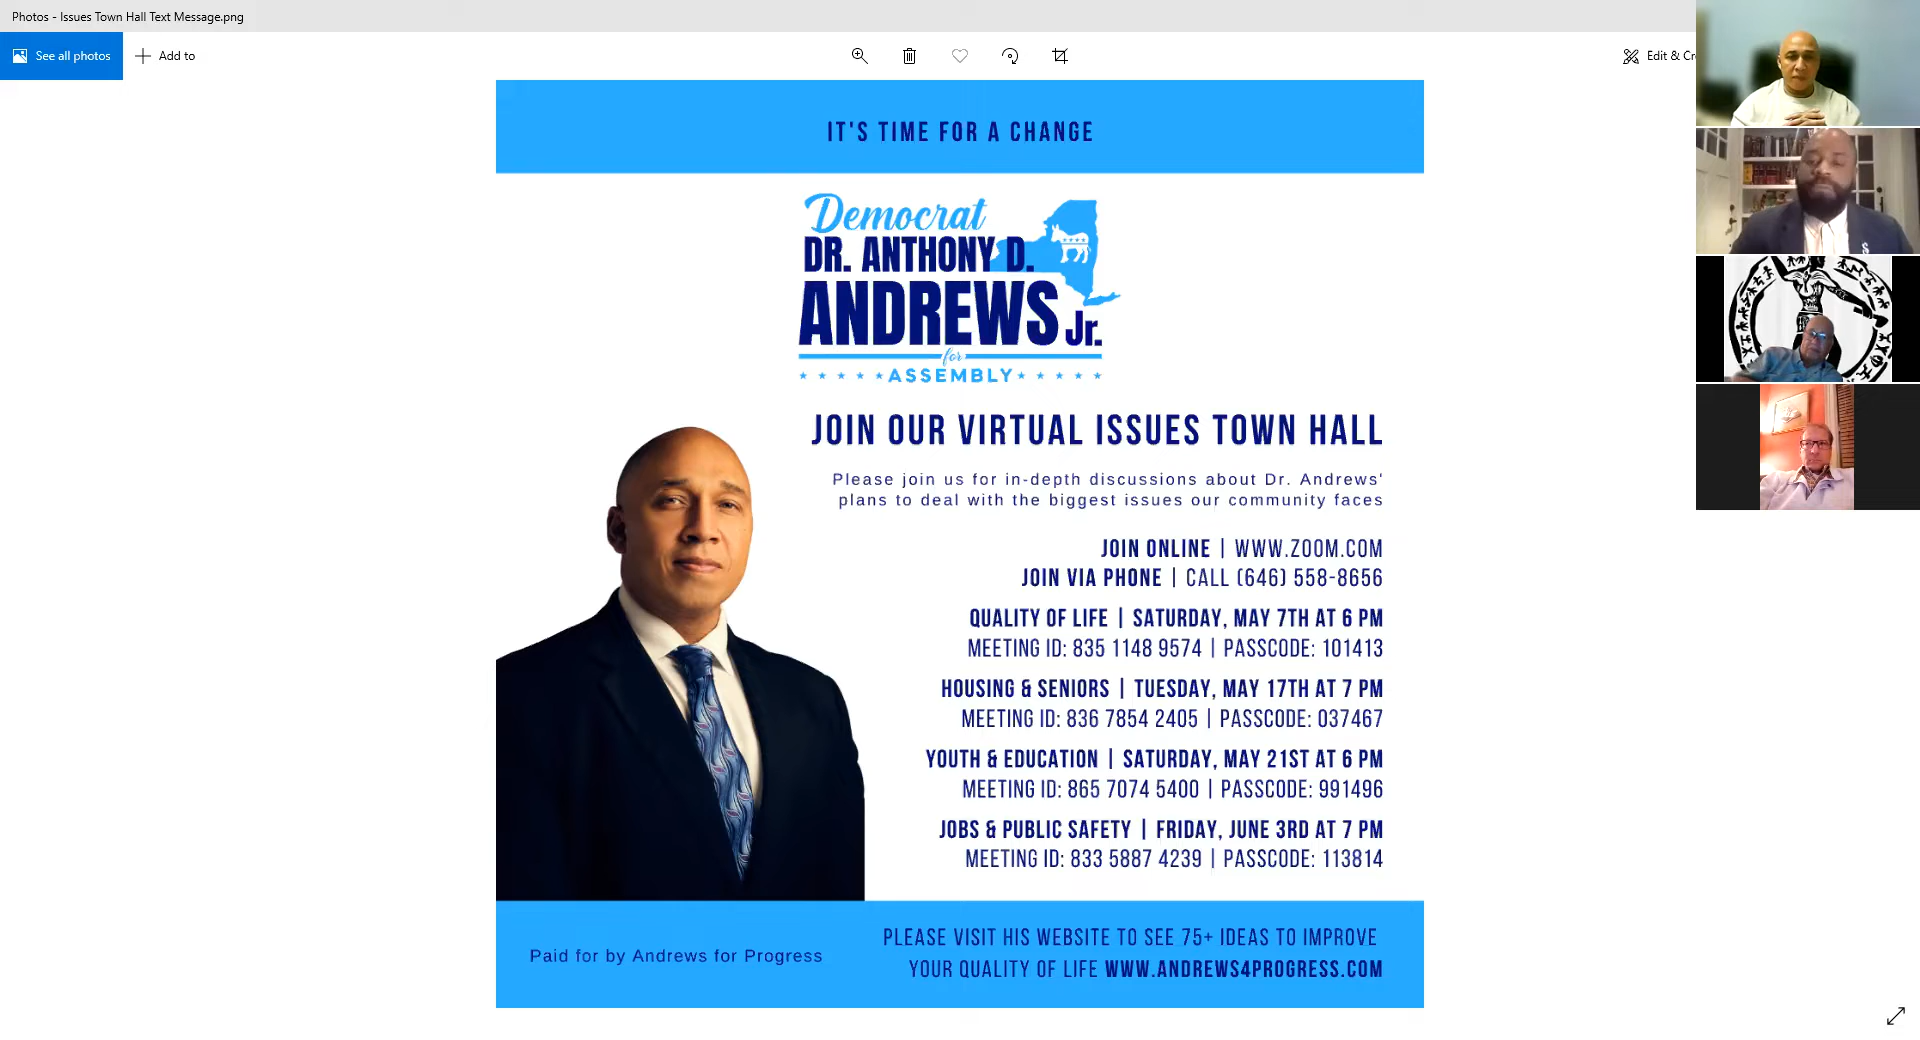 Photos - Issues Town Hall Text Message.png
See all photos
Add to
Edit & Cr
IT'S TIME FOR A CHANGE
Democrat
DR. ANTHONY D.
ANDREWS Jr.
for
ASSEMBLY
JOIN OUR VIRTUAL ISSUES TOWN HALL
Please join us for in-depth discussions about Dr. Andrews'
plans to deal with the biggest issues our community faces
JOIN ONLINE | WWW.ZOOM.COM
JOIN VIA PHONE | CALL (646) 558-8656
QUALITY OF LIFE | SATURDAY, MAY 7TH AT 6 PM
MEETING ID: 835 1148 9574 | PASSCODE: 101413
HOUSING & SENIORS | TUESDAY, MAY 17TH AT 7 PM
MEETING ID: 836 7854 2405 | PASSCODE: 037467
YOUTH & EDUCATION | SATURDAY, MAY 21ST AT 6 PM
MEETING ID: 865 7074 5400 | PASSCODE: 991496
JOBS & PUBLIC SAFETY | FRIDAY, JUNE 3RD AT 7 PM
MEETING ID: 833 5887 4239 | PASSCODE: 113814
Paid for by Andrews for Progress
PLEASE VISIT HIS WEBSITE TO SEE 75+ IDEAS TO IMPROVE
YOUR QUALITY OF LIFE WWW.ANDREWS4PROGRESS.COM